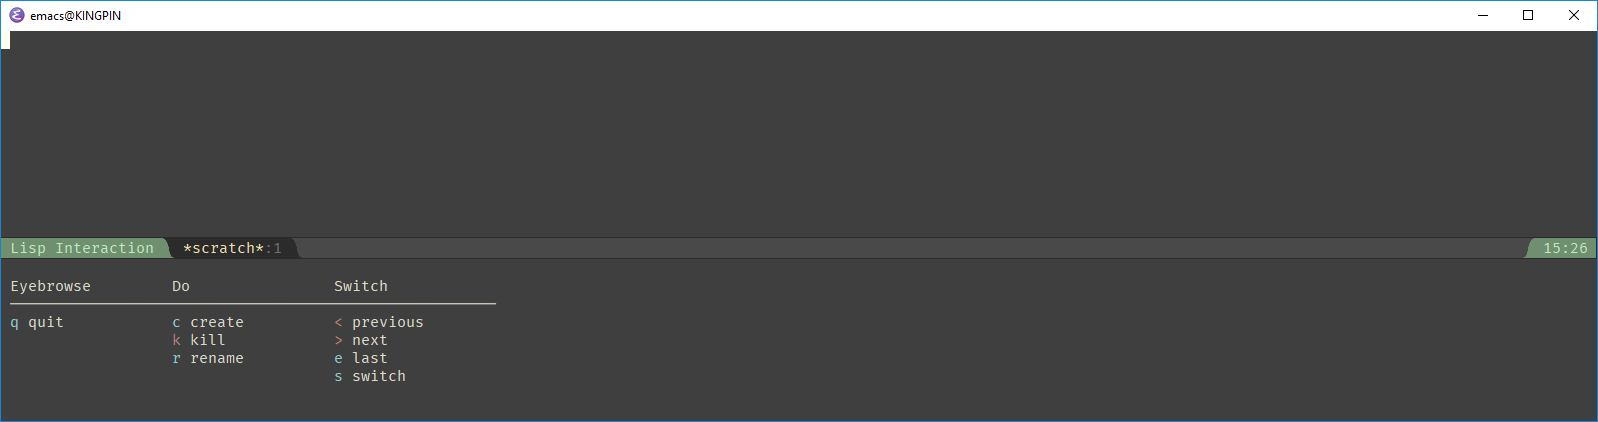 emacs@KINGPIN
Lisp Interaction *scratch*:1 15:26
Eyebrowse Do Switch
q quit c create < previous
k kill > next
r rename e last
s switch